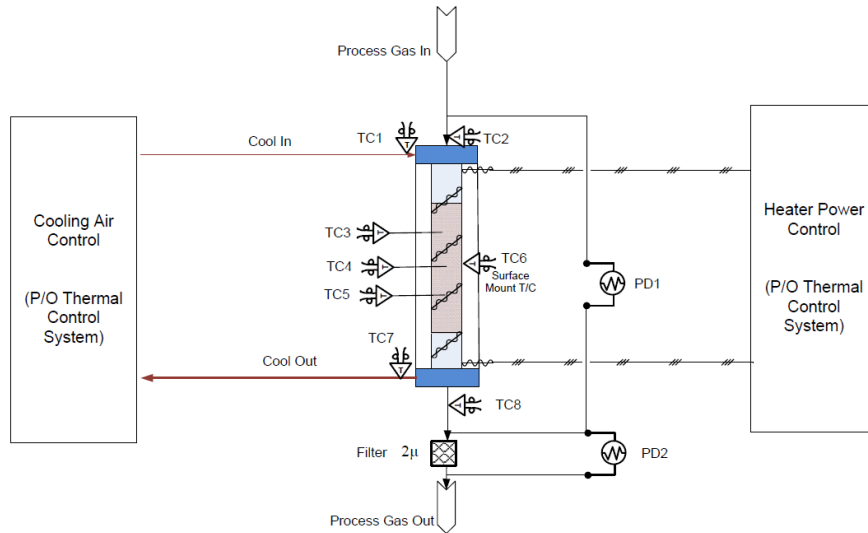 Process Gas In
TC1
TC2
Cool In
Cooling Air
Control
(P/O Thermal
Control
System)
Heater Power
Control
(P/O Thermal
Control
System)
TC3
TC4
TC5
TC6
Surface
Mount T/C
PD1
TC7
Cool Out
TC8
Filter 2μ
PD2
Process Gas Out